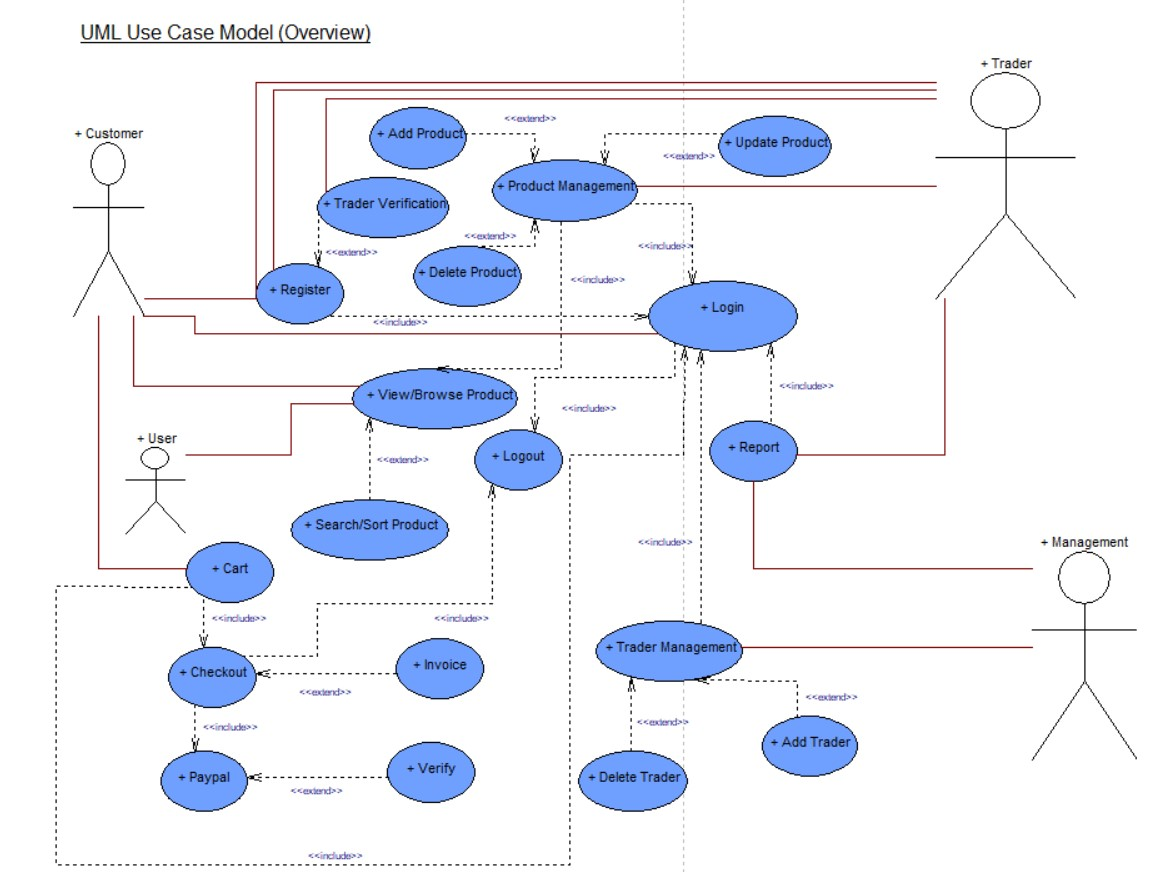 UML Use Case Model (Overview)
+ Trader
+ Customer
+ Add Product
<<extend>>
+ Update Product
<<extend>>
+ Product Management
+ Trader Verification
<<extend>>
<<include>>
<<extend>>
+ Delete Product
<<include>>
+ Register
+ Login
<<include>>
<<include>>
+ View/Browse Product
<<include>>
+ User
+ Logout
+ Report
<<extend>>
+ Search/Sort Product
<<include>>
+ Management
+ Cart
<<include>>
<<include>>
+ Trader Management
+ Checkout
+ Invoice
<<extend>>
<<extend>>
<<include>>
<<extend>>
+ Add Trader
+ Paypal
+ Verify
+ Delete Trader
<<extend>>
<<include>>